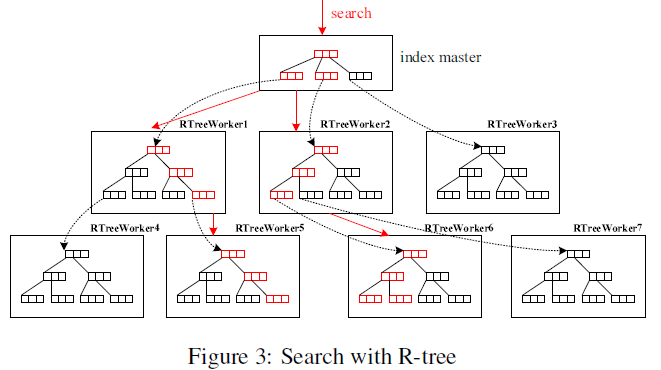 search
index master
RTreeWorker1
RTreeWorker2
RTreeWorker3
RTreeWorker4
RTreeWorker5
RTreeWorker6
RTreeWorker7
Figure 3: Search with R-tree